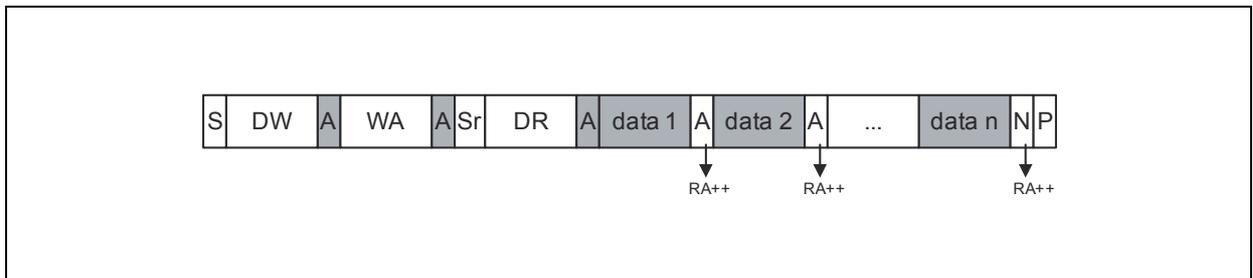 S DW A WA A Sr DR A data 1 A data 2 A ... data n N P
RA++ RA++ RA++